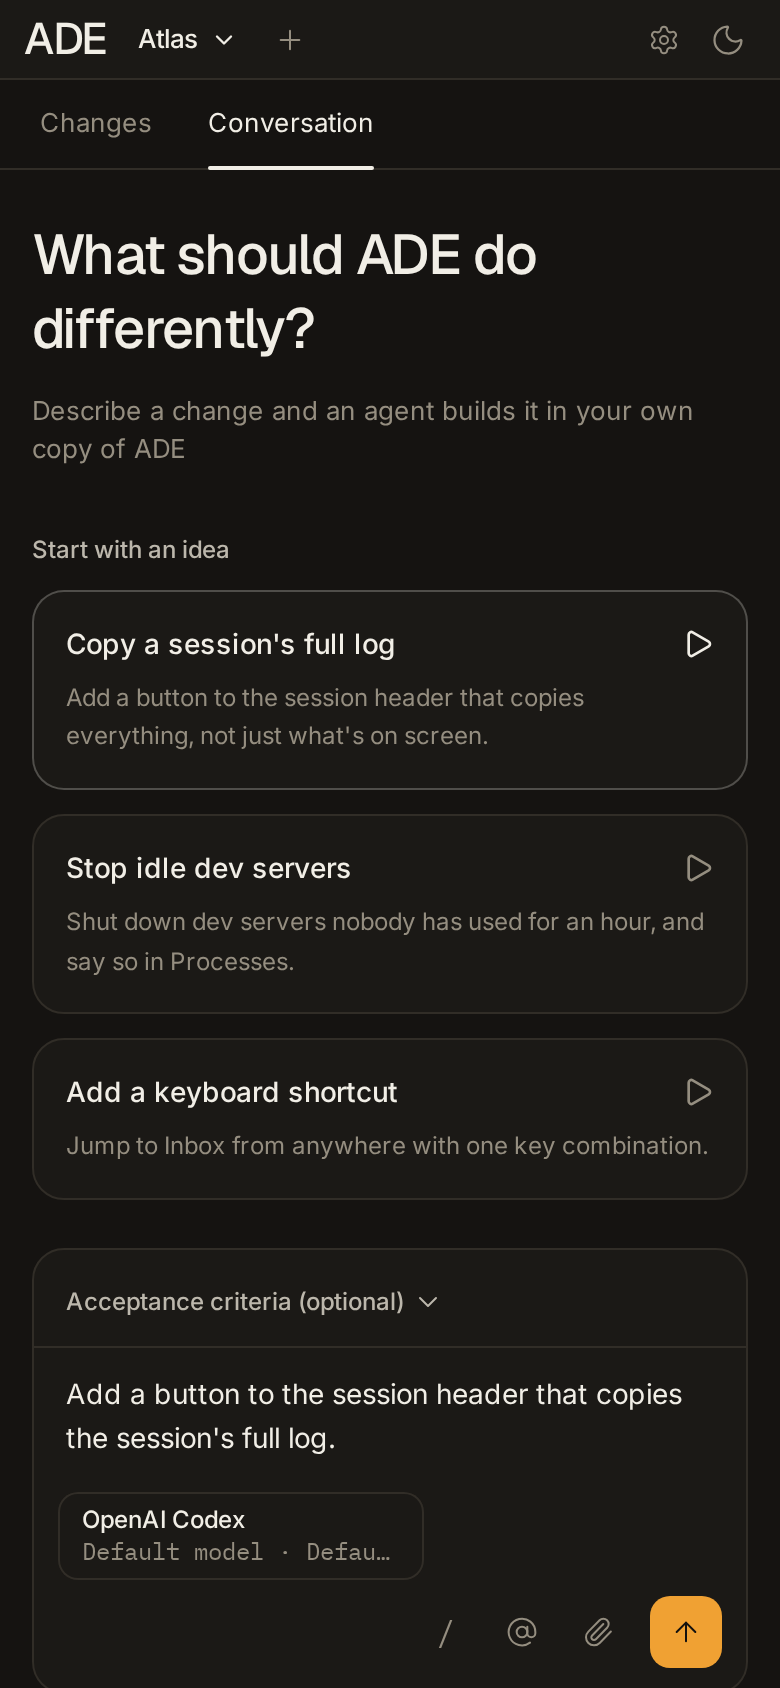 ADE Atlas
Changes Conversation
What should ADE do
differently?
Describe a change and an agent builds it in your own
copy of ADE
Start with an idea
Copy a session's full log
Add a button to the session header that copies
everything, not just what's on screen.
Stop idle dev servers
Shut down dev servers nobody has used for an hour, and
say so in Processes.
Add a keyboard shortcut
Jump to Inbox from anywhere with one key combination.
Acceptance criteria (optional)
Add a button to the session header that copies
the session's full log.
OpenAI Codex
Default model · Defau…
/ @